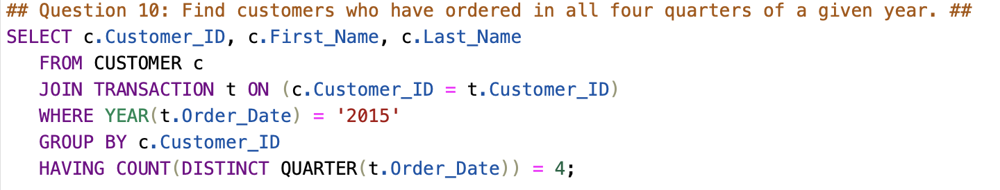 ## Question 10: Find customers who have ordered in all four quarters of a given year. ##
SELECT c.Customer_ID, c.First_Name, c.Last_Name
FROM CUSTOMER c
JOIN TRANSACTION t ON (c.Customer_ID = t.Customer_ID)
WHERE YEAR(t.Order_Date) = '2015'
GROUP BY c.Customer_ID
HAVING COUNT(DISTINCT QUARTER(t.Order_Date)) = 4;